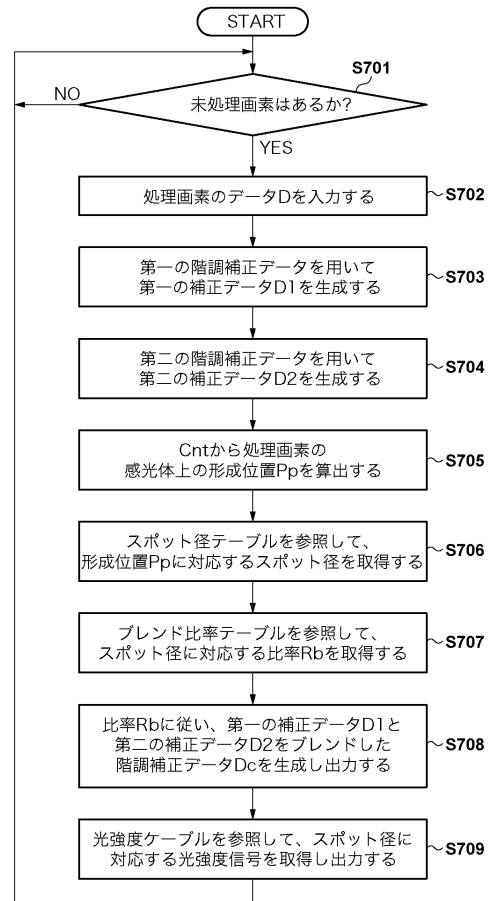 START
S701
未処理画素はあるか?
NO
YES
処理画素のデータDを入力する
S702
第一の階調補正データを用いて
第一の補正データD1を生成する
S703
第二の階調補正データを用いて
第二の補正データD2を生成する
S704
Cntから処理画素の
感光体上の形成位置Ppを算出する
S705
スポット径テーブルを参照して、
形成位置Ppに対応するスポット径を取得する
S706
ブレンド比率テーブルを参照して、
スポット径に対応する比率Rbを取得する
S707
比率Rbに従い、第一の補正データD1と
第二の補正データD2をブレンドした
階調補正データDcを生成し出力する
S708
光強度ケーブルを参照して、スポット径に
対応する光強度信号を取得し出力する
S709